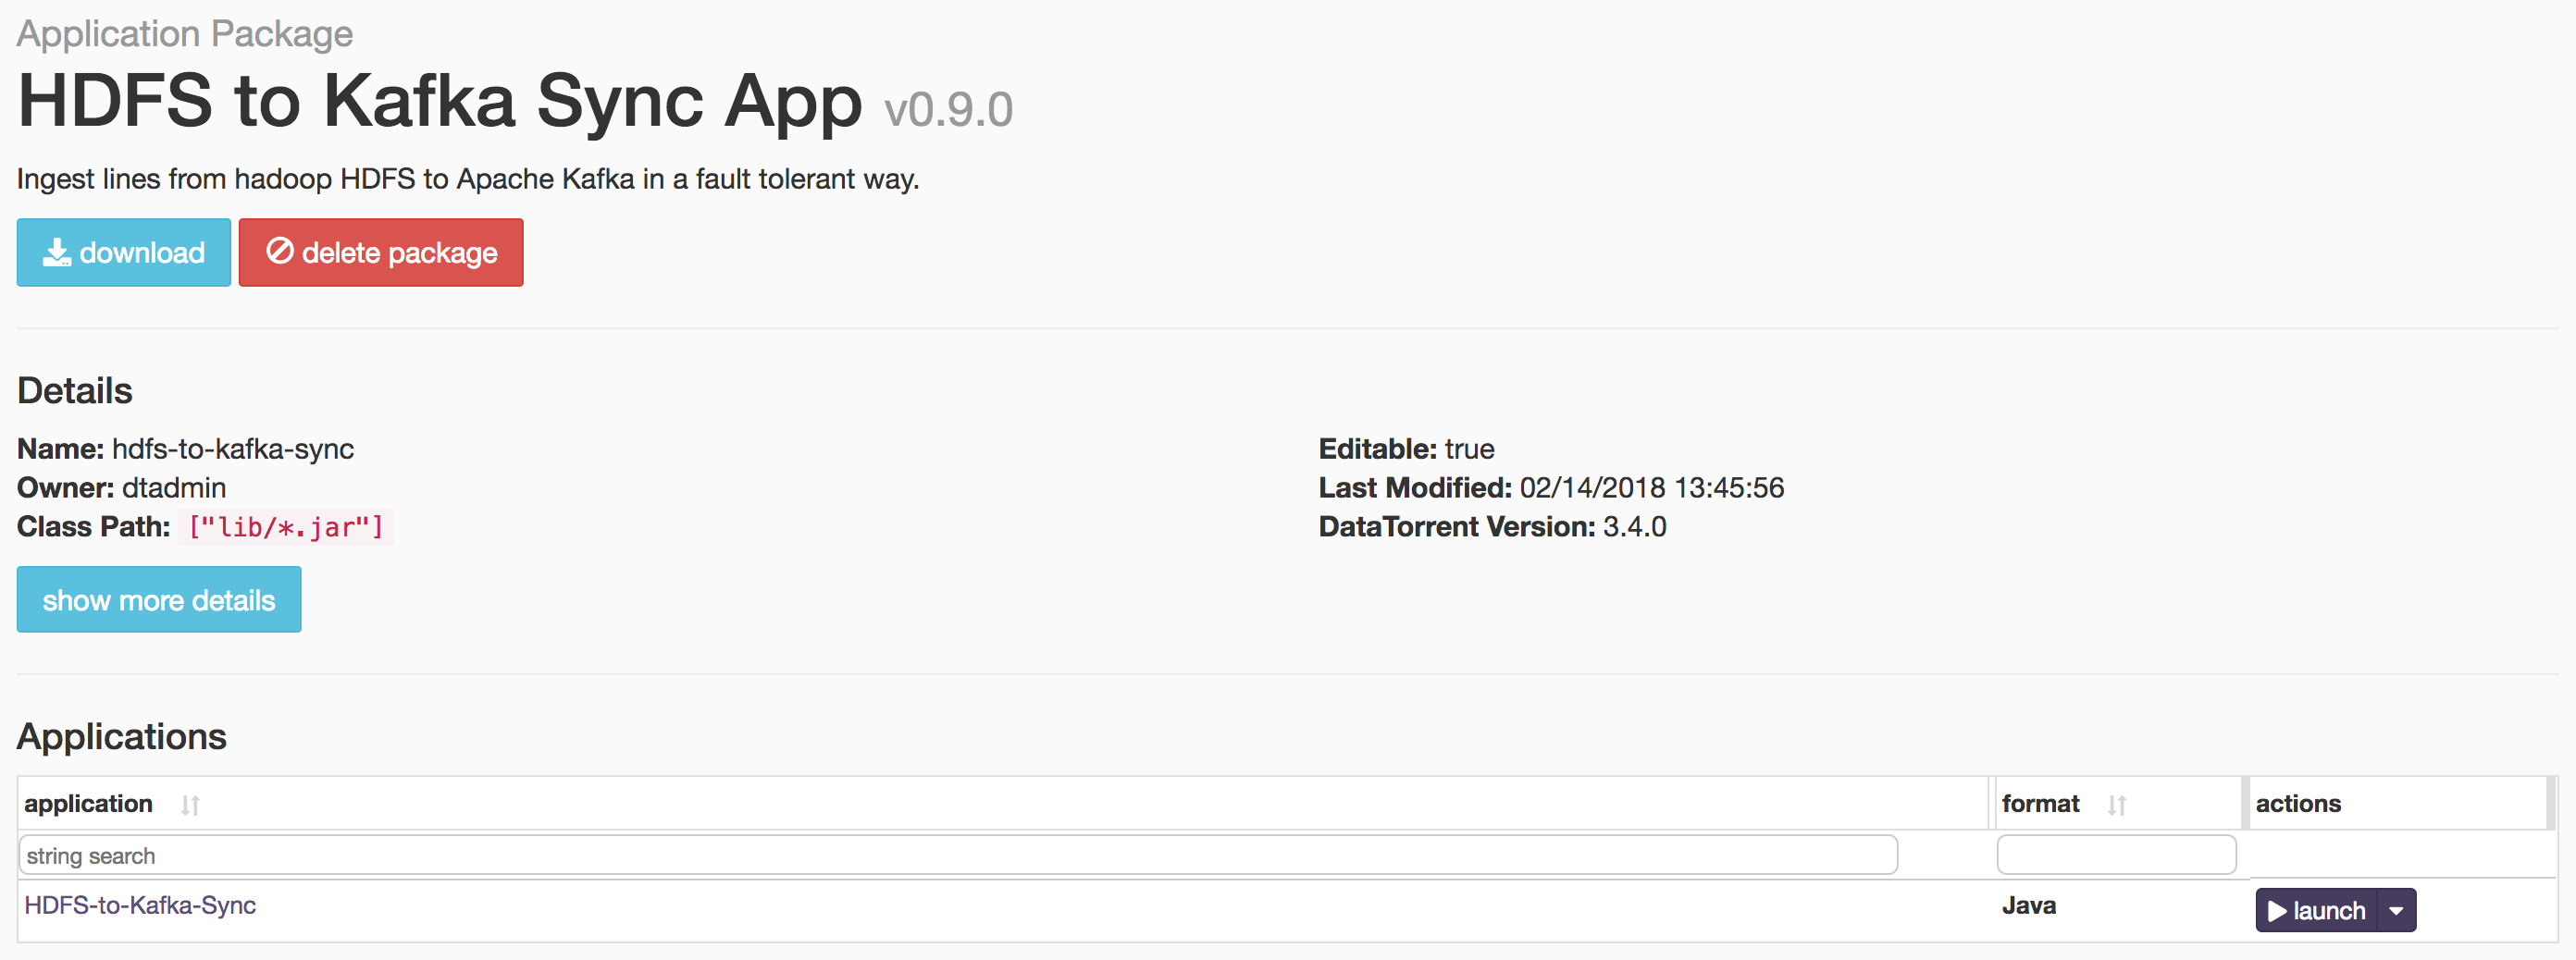 Application Package
HDFS to Kafka Sync App v0.9.0
Ingest lines from hadoop HDFS to Apache Kafka in a fault tolerant way.
download delete package
Details
Name: hdfs-to-kafka-sync
Owner: dtadmin
Class Path: ["lib/*.jar"]
Editable: true
Last Modified: 02/14/2018 13:45:56
DataTorrent Version: 3.4.0
show more details
Applications
application format actions
string search
HDFS-to-Kafka-Sync Java launch